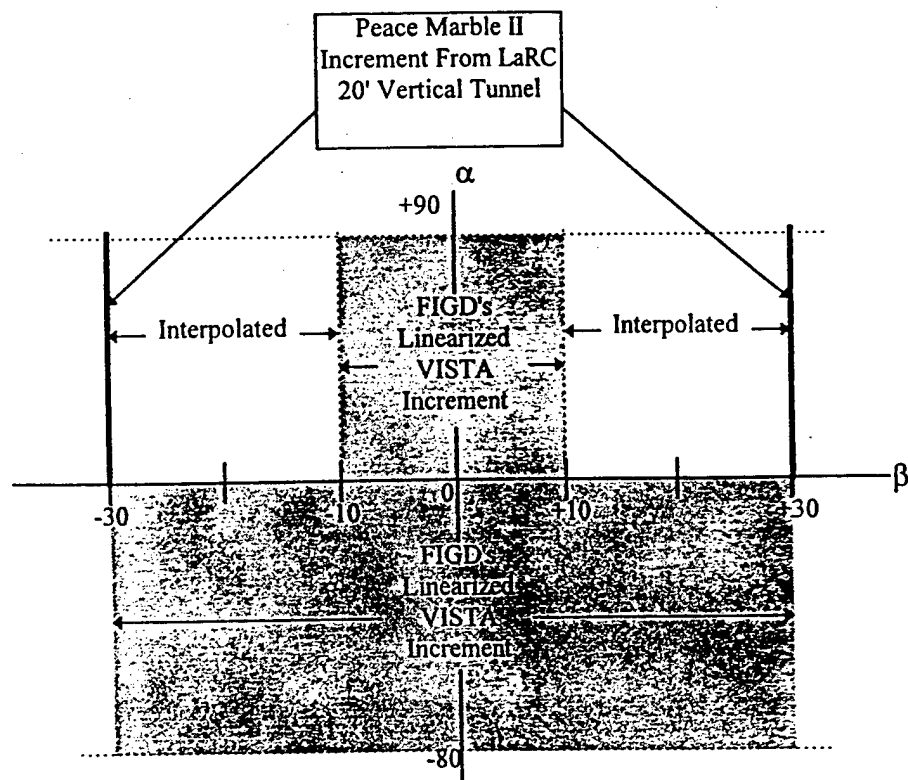 Peace Marble II
Increment From LaRC
20' Vertical Tunnel
α
+90
Interpolated
FIGD's
Linearized
VISTA
Increment
Interpolated
β
-30
-10
0
+10
+30
FIGD's
Linearized
VISTA
Increment
-80